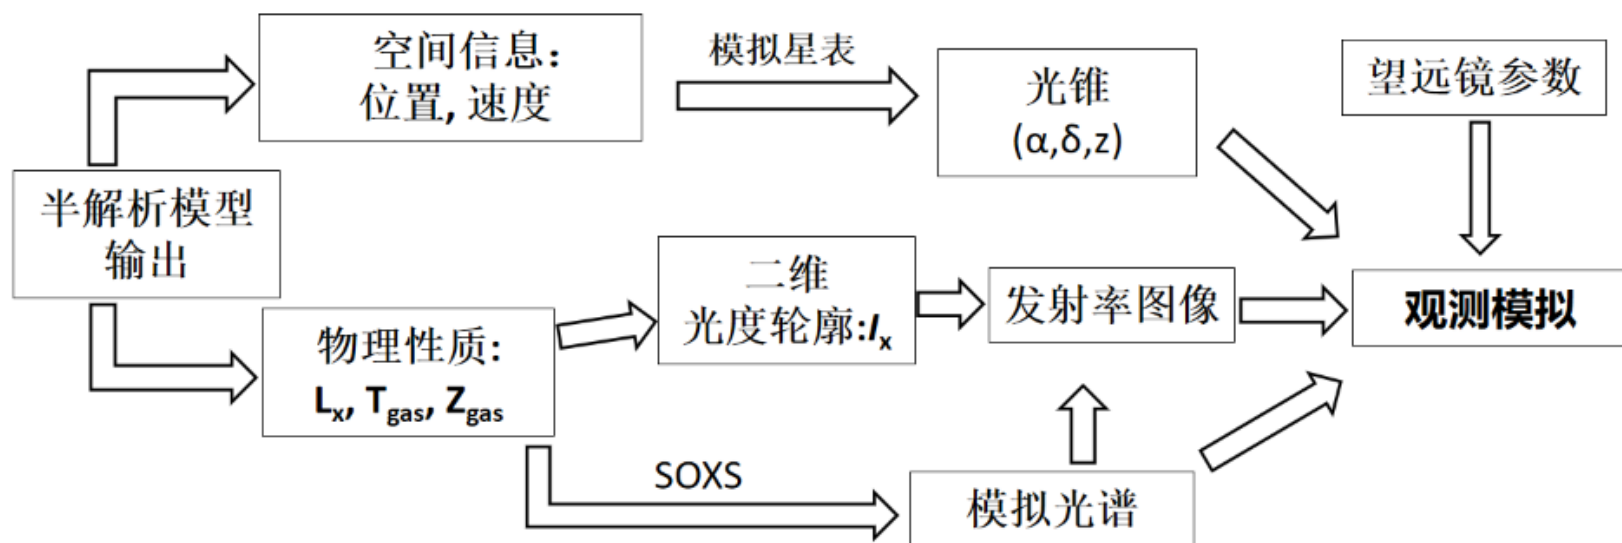 空间信息：
位置, 速度
模拟星表
光锥
(α,δ,z)
望远镜参数
半解析模型
输出
物理性质:
Lx, Tgas, Zgas
二维
光度轮廓:Ix
发射率图像
观测模拟
SOXS
模拟光谱